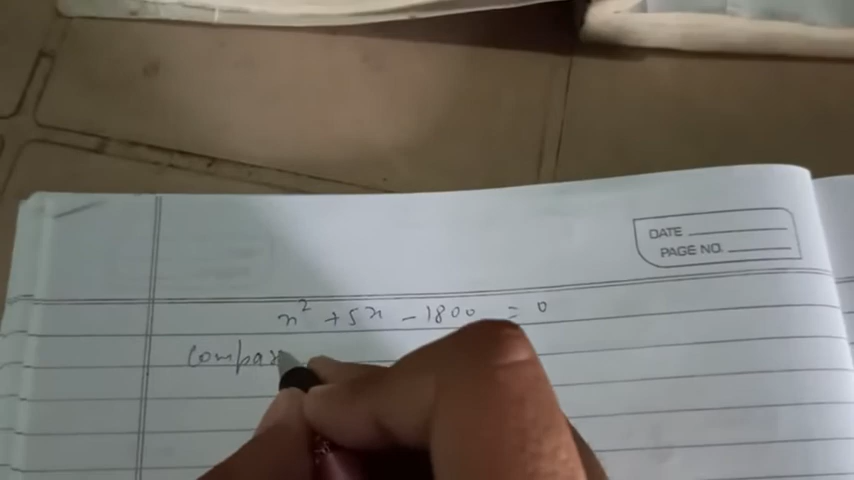 DATE
PAGE NO.
x² + 5x - 1800 = 0
Compar